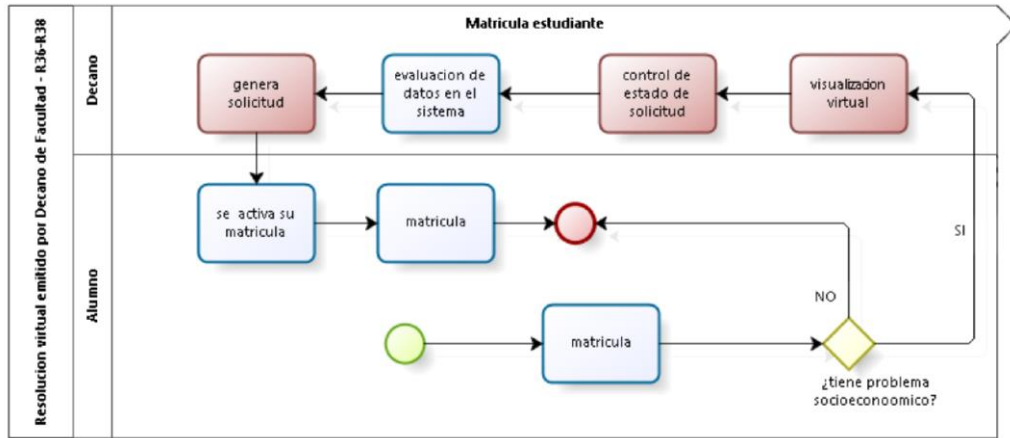 Resolucion virtual emitido por Decano de Facultad - R36-R38
Matricula estudiante
Decano
genera
solicitud
evaluacion de
datos en el
sistema
control de
estado de
solicitud
visualizacion
virtual
Alumno
se activa su
matricula
matricula
SI
NO
matricula
¿tiene problema
socioeconoomico?